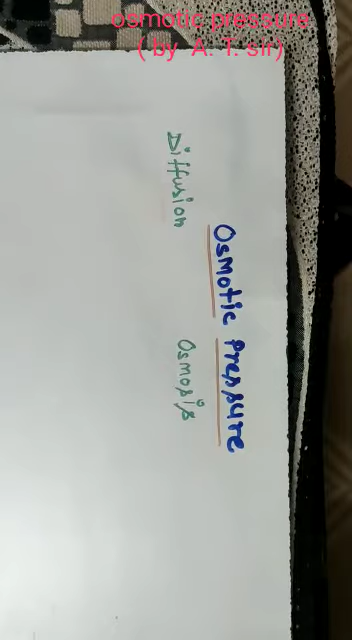 osmotic pressure
( by A. T. sir)
Osmotic Pressure
Diffusion
Osmosis